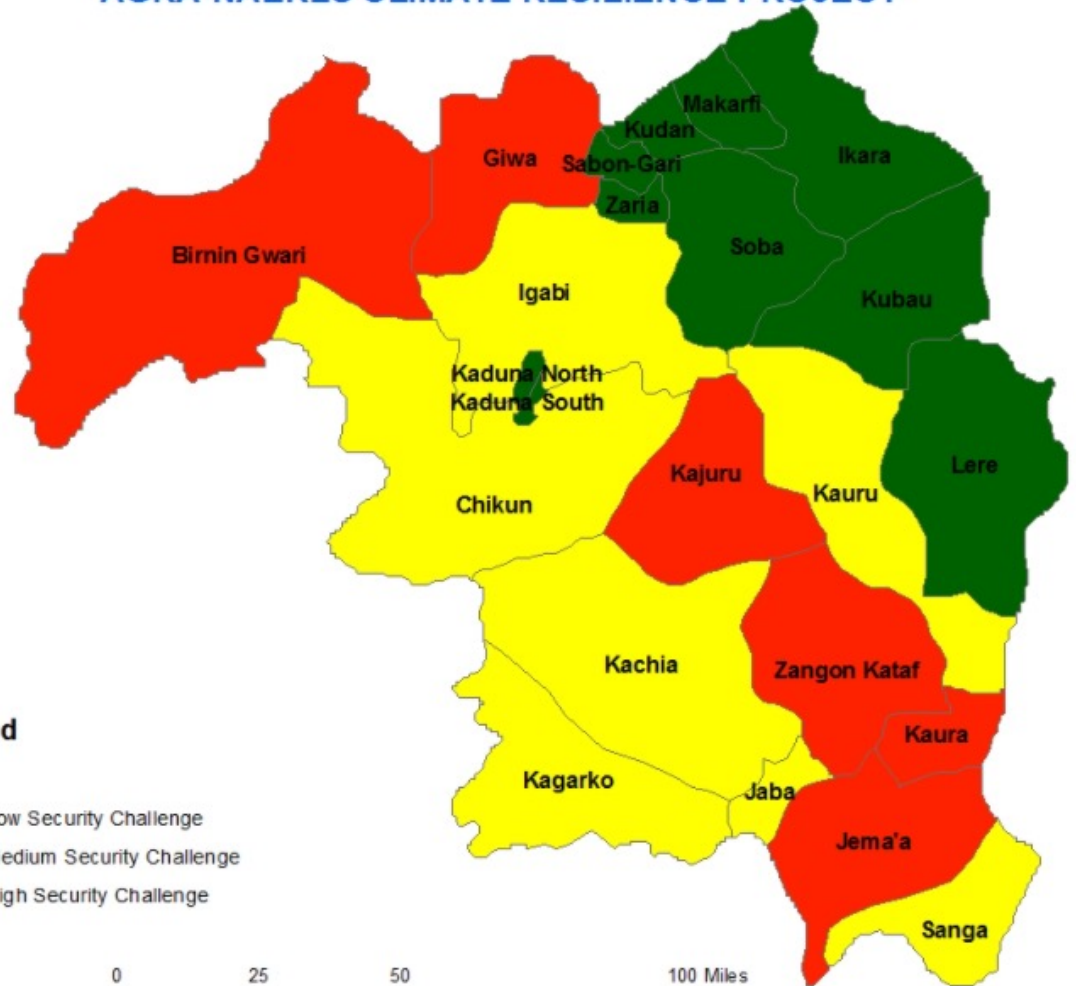 Makarfi
Kudan
Ikara
Giwa
Sabon-Gari
Zaria
Soba
Birnin Gwari
Igabi
Kubau
Kaduna North
Kaduna South
Lere
Kajuru
Kauru
Chikun
Kachia
Zangon Kataf
Kaura
Kagarko
Jaba
Jema'a
Sanga
d
ow Security Challenge
edium Security Challenge
igh Security Challenge
0 25 50 100 Miles